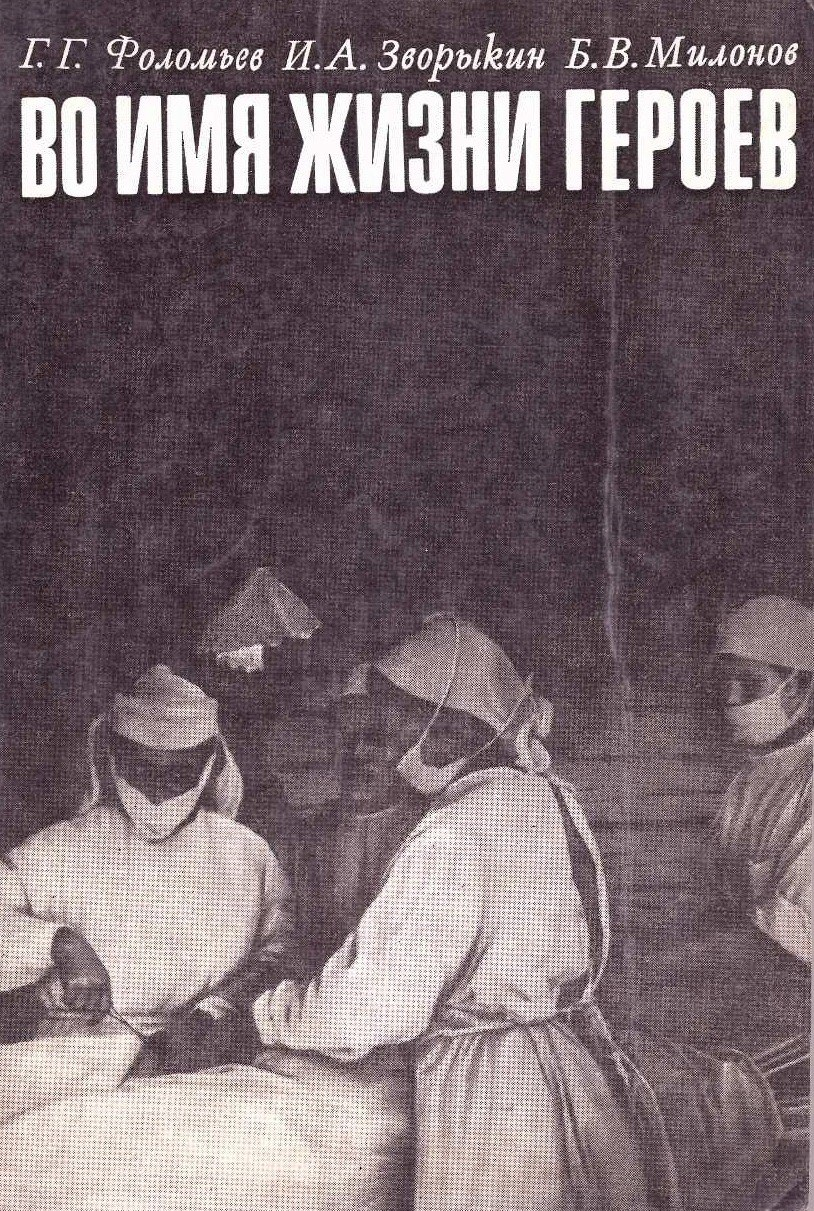 Г. Г. Фоломьев И. А. Зворыкин Б. В. Милонов
ВО ИМЯ ЖИЗНИ ГЕРОЕВ